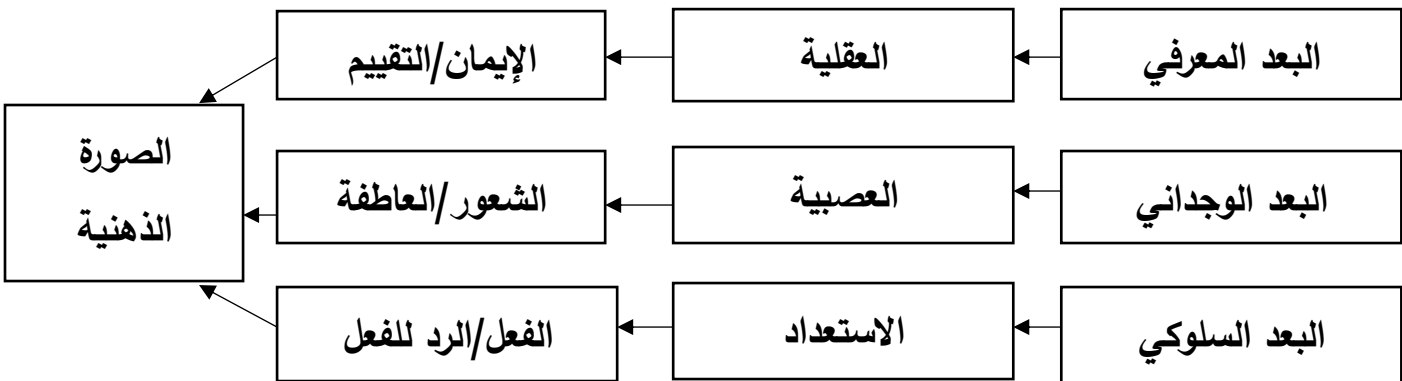 البعد المعرفي
العقلية
الإيمان/التقييم
البعد الوجداني
العصبية
الشعور/العاطفة
الصورة
الذهنية
البعد السلوكي
الاستعداد
الفعل/الرد للفعل